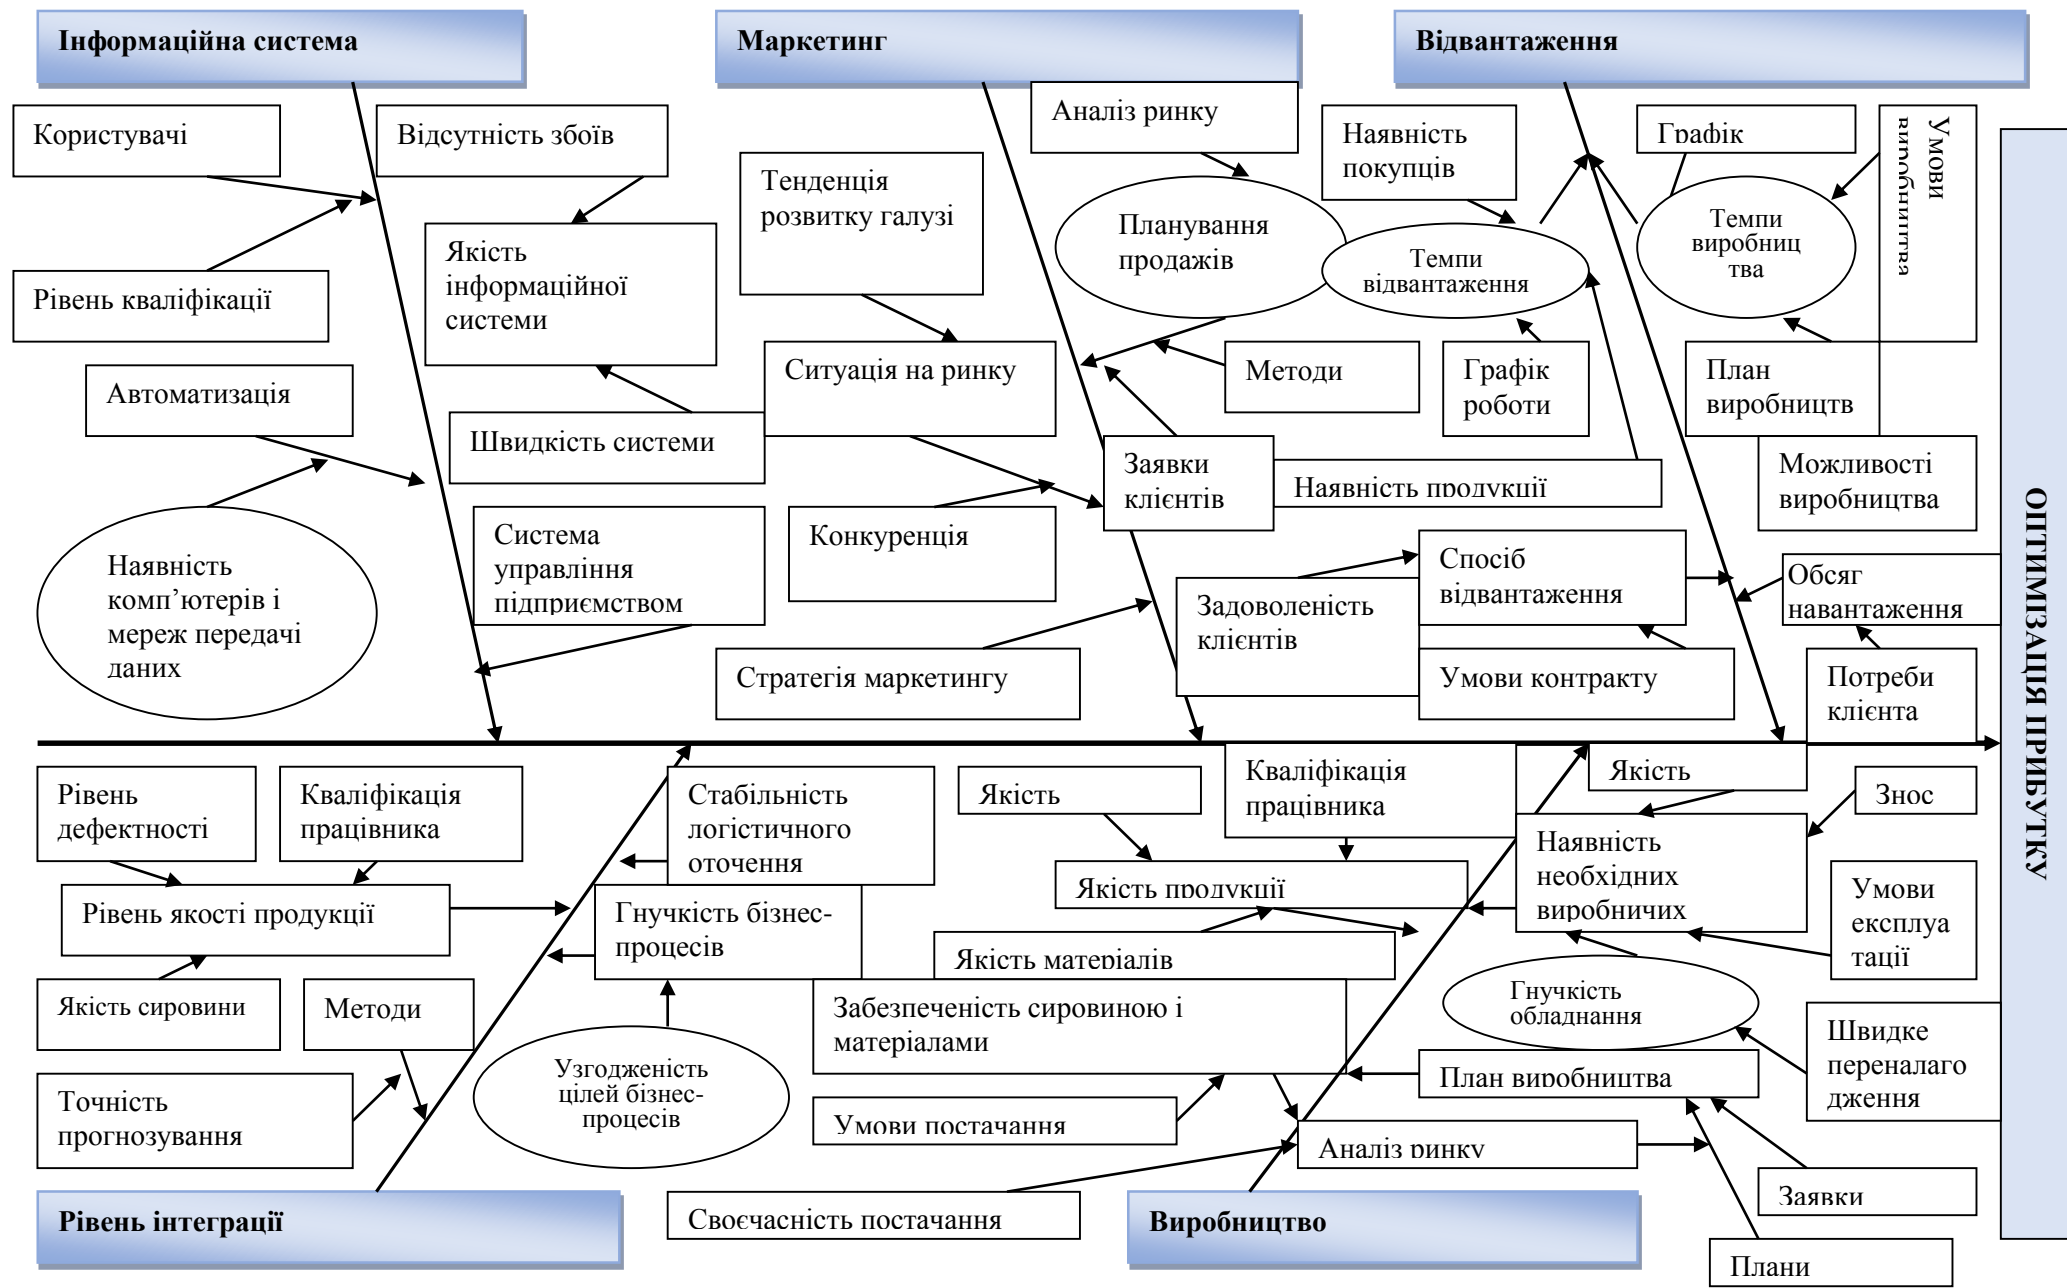 Інформаційна система
Маркетинг
Відвантаження
Користувачі
Відсутність збоїв
Аналіз ринку
Наявність
покупців
Графік
Умови
виробництва
Тенденція
розвитку галузі
Планування
продажів
Темпи
відвантаження
Темпи
виробниц
тва
Рівень кваліфікації
Якість
інформаційної
системи
Автоматизація
Швидкість системи
Ситуація на ринку
Методи
Графік
роботи
План
виробництв
Заявки
клієнтів
Наявність продукції
Можливості
виробництва
Наявність
комп’ютерів і
мереж передачі
даних
Система
управління
підприємством
Конкуренція
Задоволеність
клієнтів
Спосіб
відвантаження
Обсяг
навантаження
Стратегія маркетингу
Умови контракту
Потреби
клієнта
ОПТИМІЗАЦІЯ ПРИБУТКУ
Рівень
дефектності
Кваліфікація
працівника
Стабільність
логістичного
оточення
Якість
Кваліфікація
працівника
Якість
Знос
Рівень якості продукції
Гнучкість бізнес-
процесів
Якість продукції
Наявність
необхідних
виробничих
Умови
експлуа
тації
Якість матеріалів
Якість сировини
Методи
Забезпеченість сировиною і
матеріалами
Гнучкість
обладнання
Швидке
переналаго
дження
Точність
прогнозування
Узгодженість
цілей бізнес-
процесів
План виробництва
Умови постачання
Аналіз ринку
Заявки
Своєчасність постачання
Плани
Рівень інтеграції
Виробництво